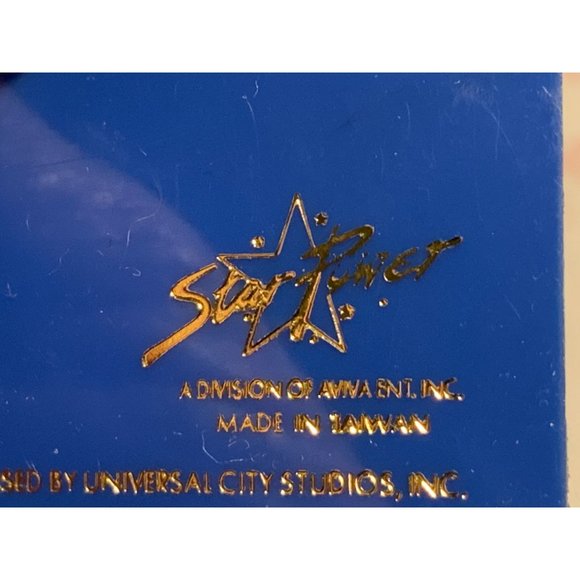 Star Power
A DIVISION OF AVIVA ENT. INC.
MADE IN TAIWAN
SED BY UNIVERSAL CITY STUDIOS, INC.